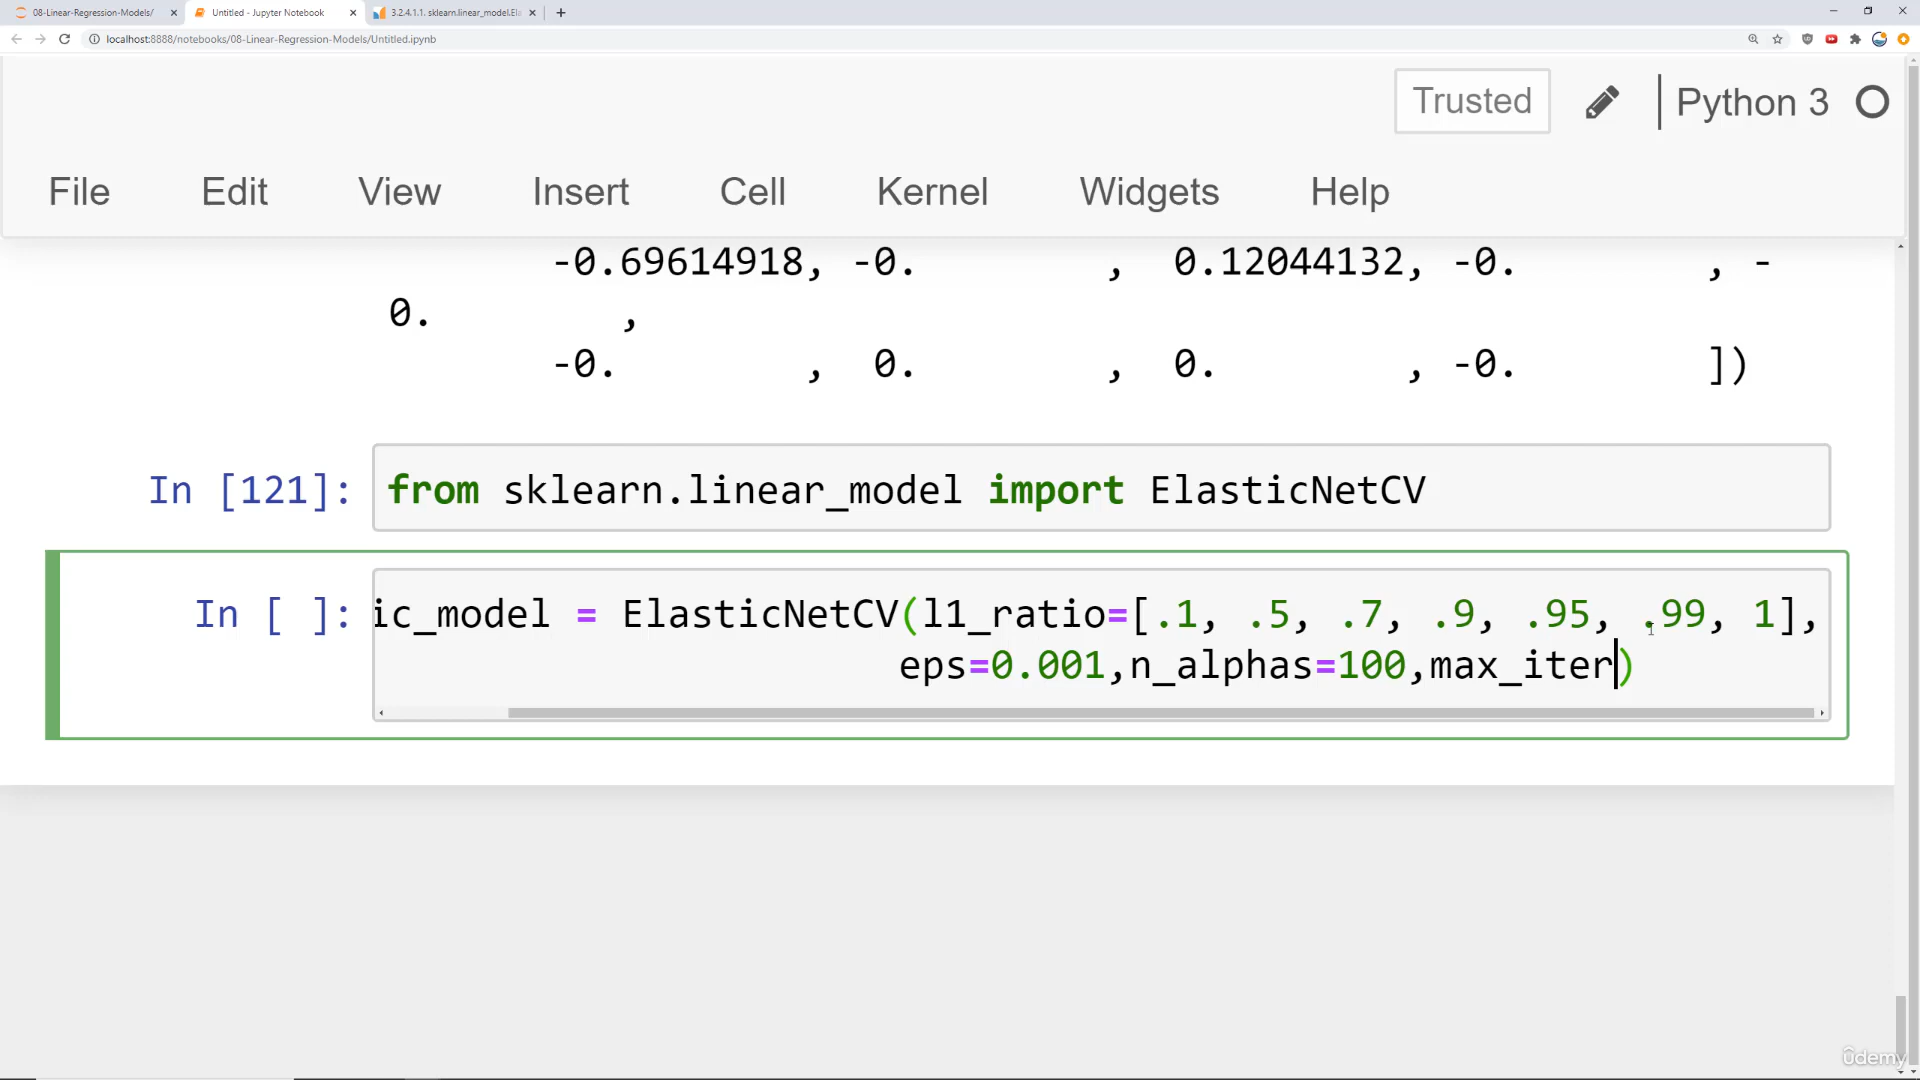 08-Linear-Regression-Models/
Untitled - Jupyter Notebook
3.2.4.1.1. sklearn.linear_model.Ela
localhost:8888/notebooks/08-Linear-Regression-Models/Untitled.ipynb
Trusted
Python 3
File Edit View Insert Cell Kernel Widgets Help
-0.69614918, -0. , 0.12044132, -0. , -
0. ,
-0. , 0. , 0. , -0. ])
In [121]: from sklearn.linear_model import ElasticNetCV
In [ ]: ic_model = ElasticNetCV(l1_ratio=[.1, .5, .7, .9, .95, .99, 1],
eps=0.001,n_alphas=100,max_iter)
udemy